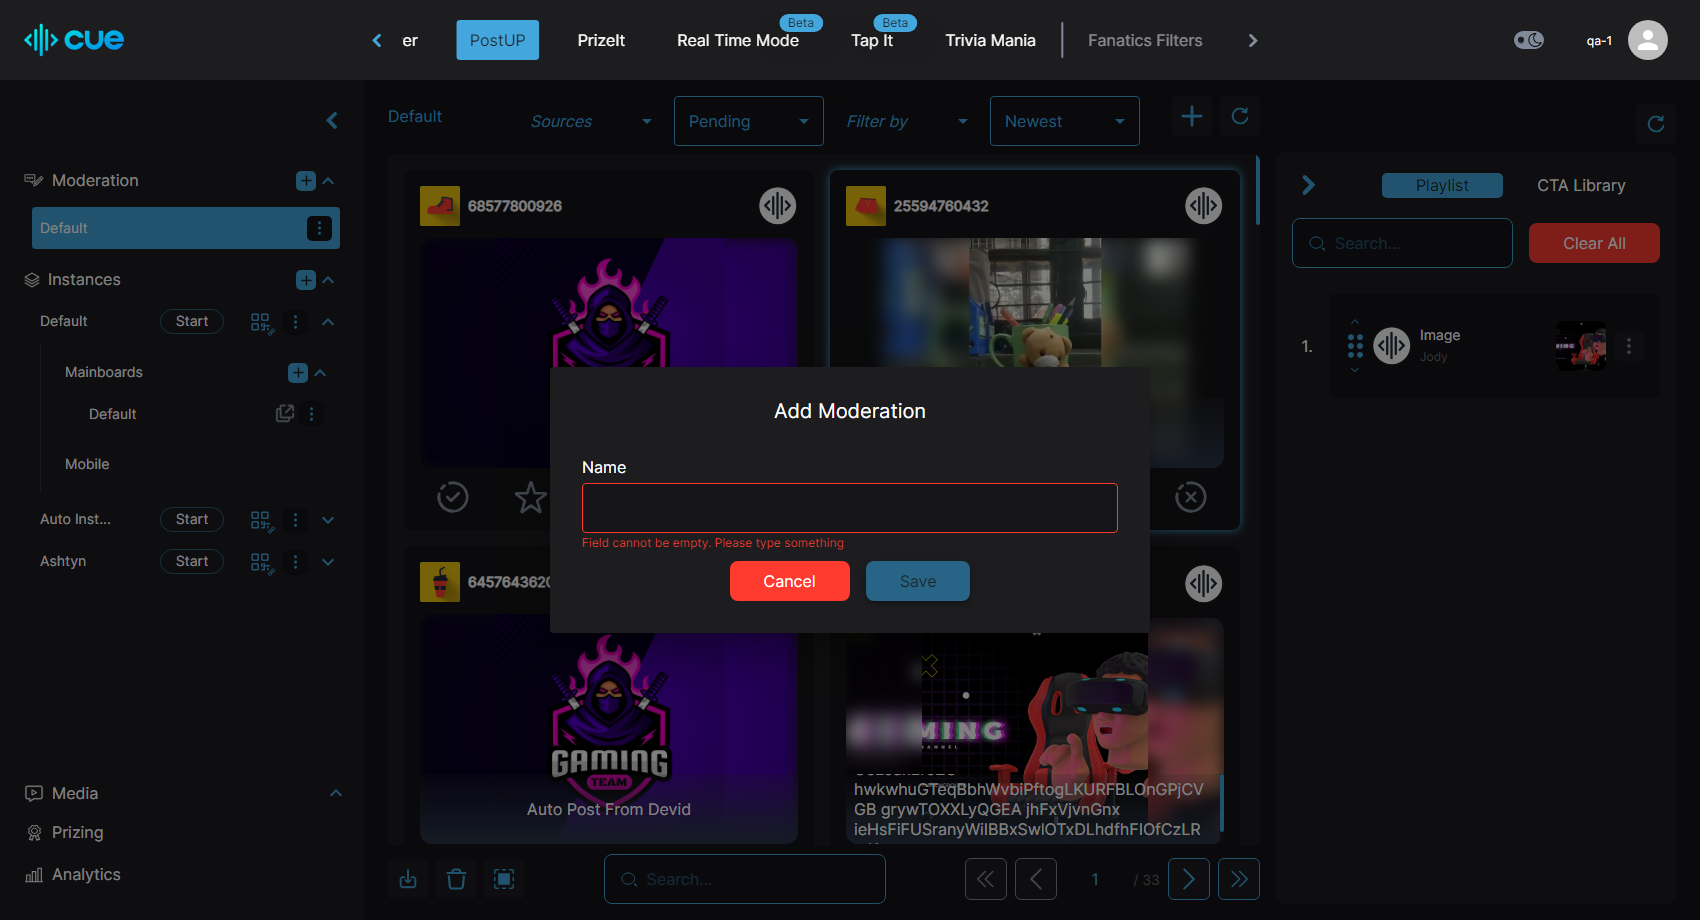 cue
er
PostUP
PrizeIt
Real Time Mode
Beta
Tap It
Beta
Trivia Mania
Fanatics Filters
qa-1
Moderation
Default
Instances
Default
Start
Mainboards
Default
Mobile
Auto Inst...
Start
Ashtyn
Start
Media
Prizing
Analytics
Default
Sources
Pending
Filter by
Newest
68577800926
25594760432
Add Moderation
Name
Field cannot be empty. Please type something
Cancel
Save
GAMING
TEAM
Auto Post From Devid
MING
hwkwhuGTeqBbhWvbiPftogLKURFBLOnGPjCV
GB grywTOXXLyQGEA jhFxVjvnGnx
Search...
1
/ 33
Playlist
CTA Library
Search...
Clear All
1.
Image
Jody